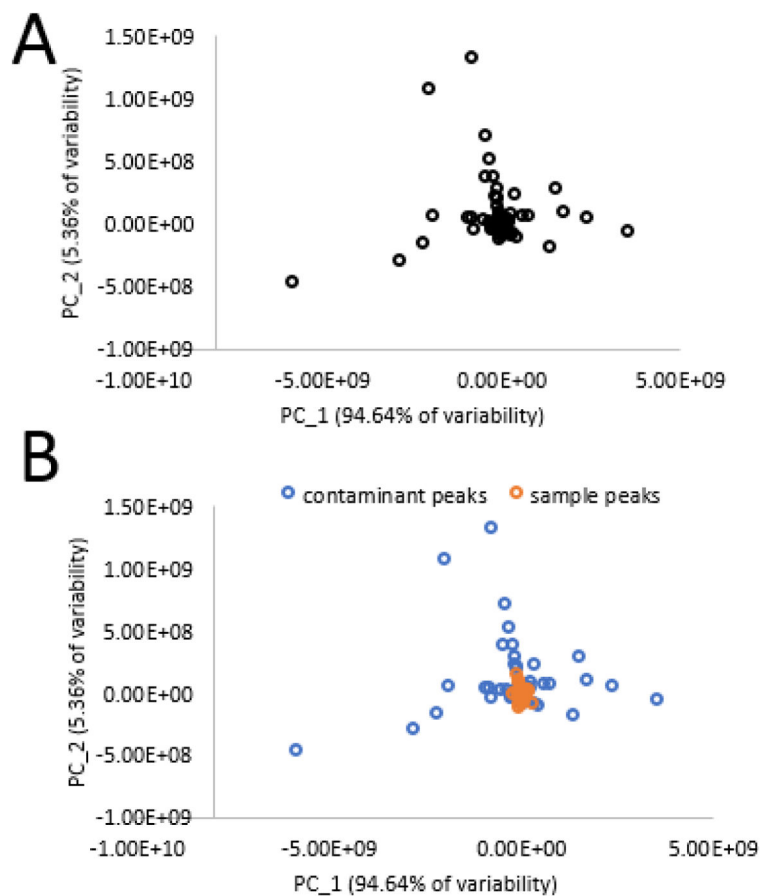 A
1.50E+09
1.00E+09
5.00E+08
0.00E+00
-5.00E+08
-1.00E+09
PC_2 (5.36% of variability)
-1.00E+10 -5.00E+09 0.00E+00 5.00E+09
PC_1 (94.64% of variability)
B
contaminant peaks sample peaks
1.50E+09
1.00E+09
5.00E+08
0.00E+00
-5.00E+08
-1.00E+09
PC_2 (5.36% of variability)
-1.00E+10 -5.00E+09 0.00E+00 5.00E+09
PC_1 (94.64% of variability)